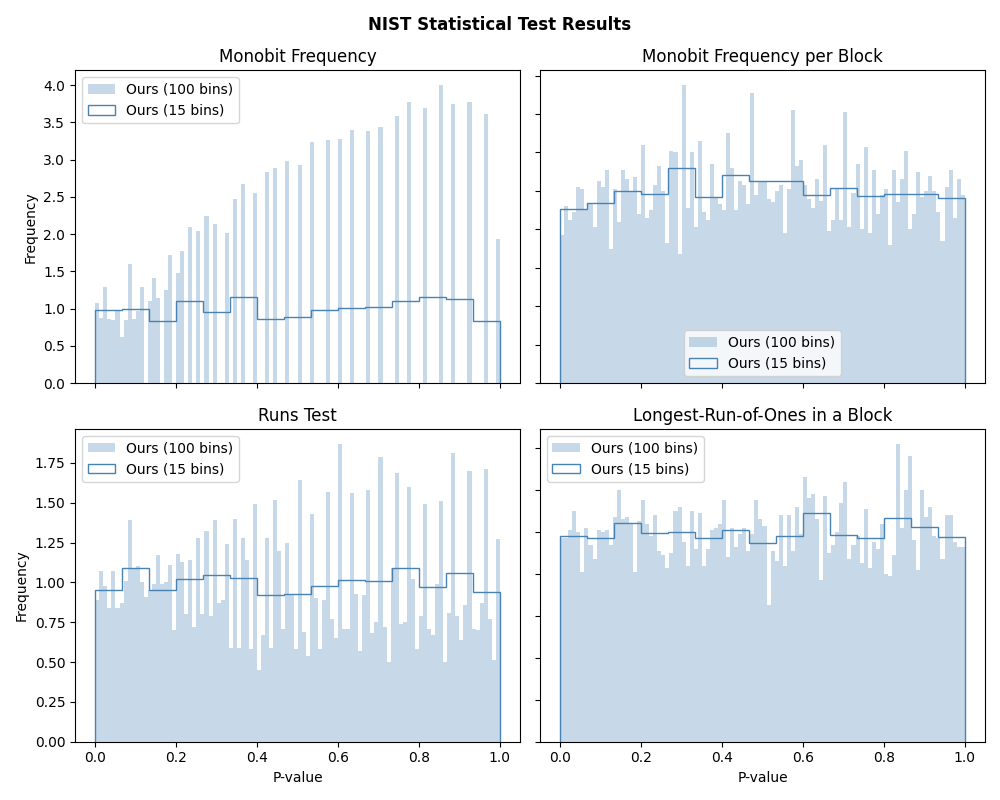 NIST Statistical Test Results
Monobit Frequency
Monobit Frequency per Block
Ours (100 bins)
Ours (15 bins)
4.0
3.5
3.0
2.5
2.0
1.5
1.0
0.5
0.0
Frequency
Ours (100 bins)
Ours (15 bins)
Runs Test
Longest-Run-of-Ones in a Block
Ours (100 bins)
Ours (15 bins)
Ours (100 bins)
Ours (15 bins)
1.75
1.50
1.25
1.00
0.75
0.50
0.25
0.00
Frequency
0.0 0.2 0.4 0.6 0.8 1.0
0.0 0.2 0.4 0.6 0.8 1.0
P-value
P-value